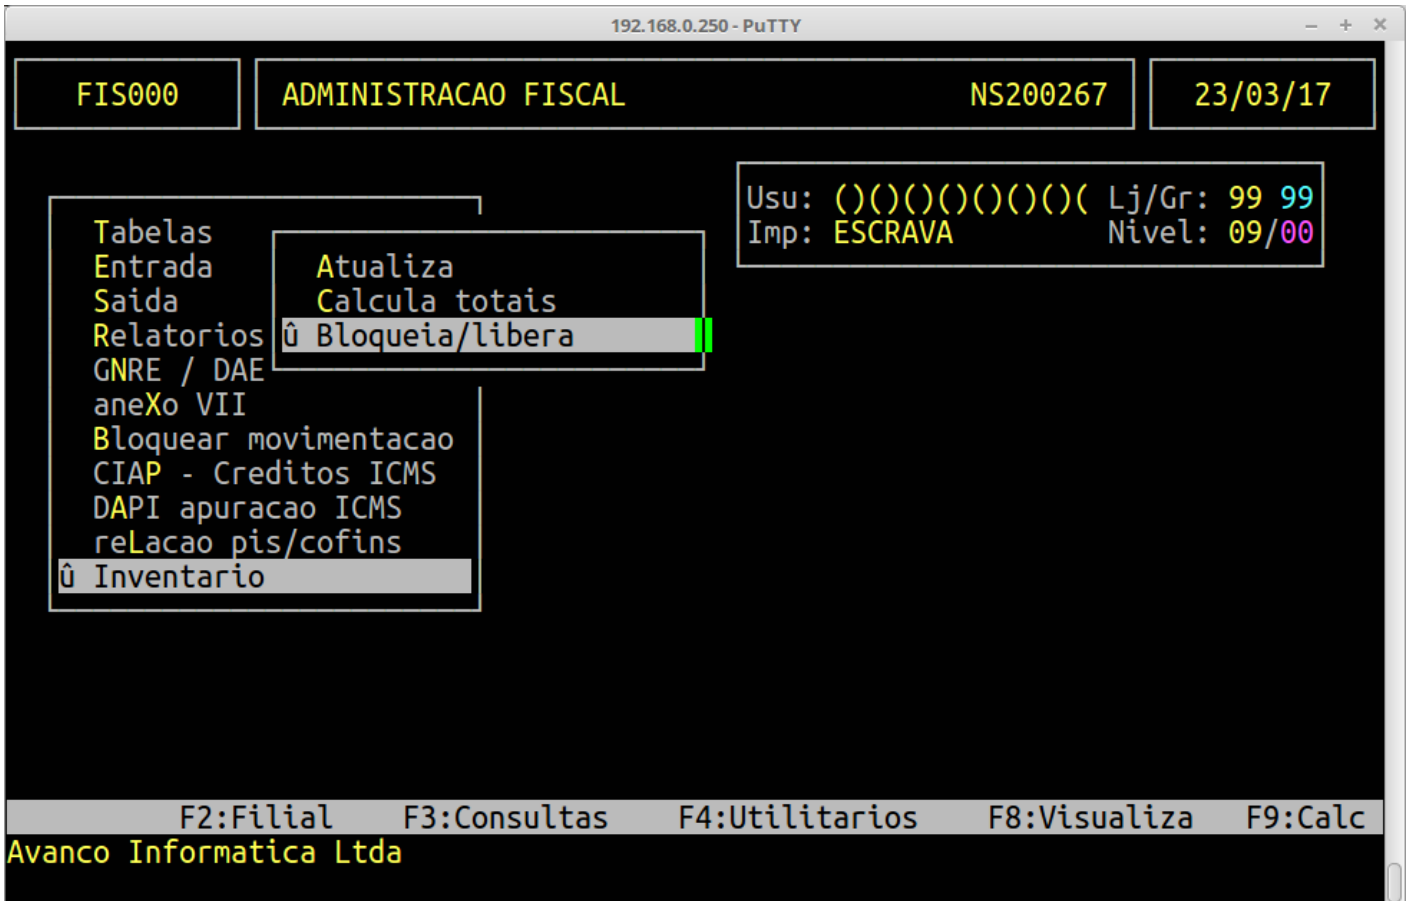 192.168.0.250 - PuTTY
FIS000 ADMINISTRACAO FISCAL NS200267 23/03/17
Usu: ()()()()()()()( Lj/Gr: 99 99
Imp: ESCRAVA Nivel: 09/00
Tabelas
Entrada
Saida
Relatorios
GNRE / DAE
aneXo VII
Bloquear movimentacao
CIAP - Creditos ICMS
DAPI apuracao ICMS
reLacao pis/cofins
û Inventario
Atualiza
Calcula totais
û Bloqueia/libera
F2:Filial F3:Consultas F4:Utilitarios F8:Visualiza F9:Calc
Avanco Informatica Ltda